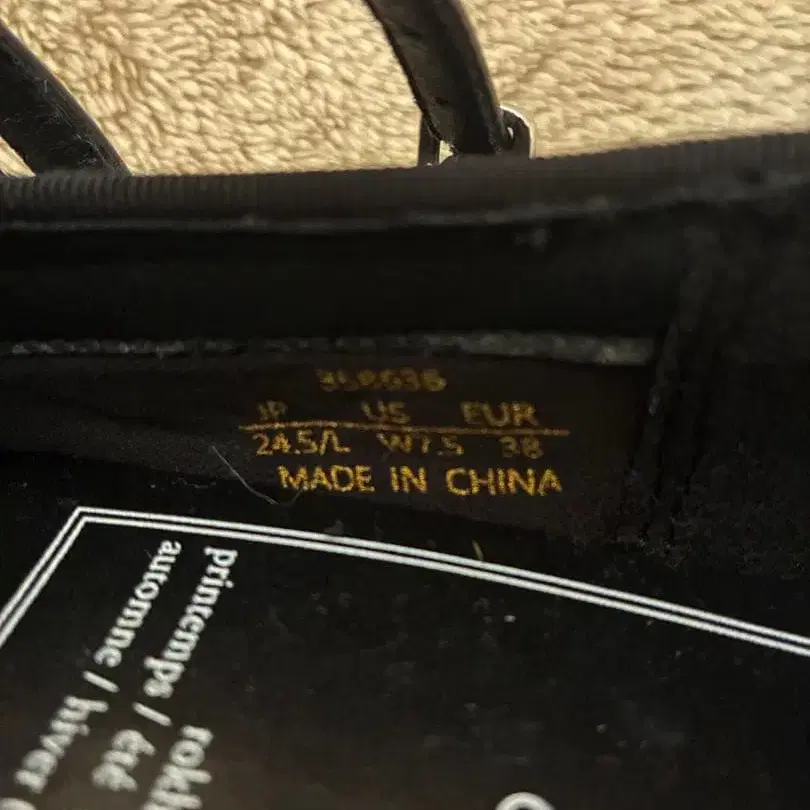 JP US EUR
24.5/L W7.5 38
MADE IN CHINA
printemps / été
automne / hiver